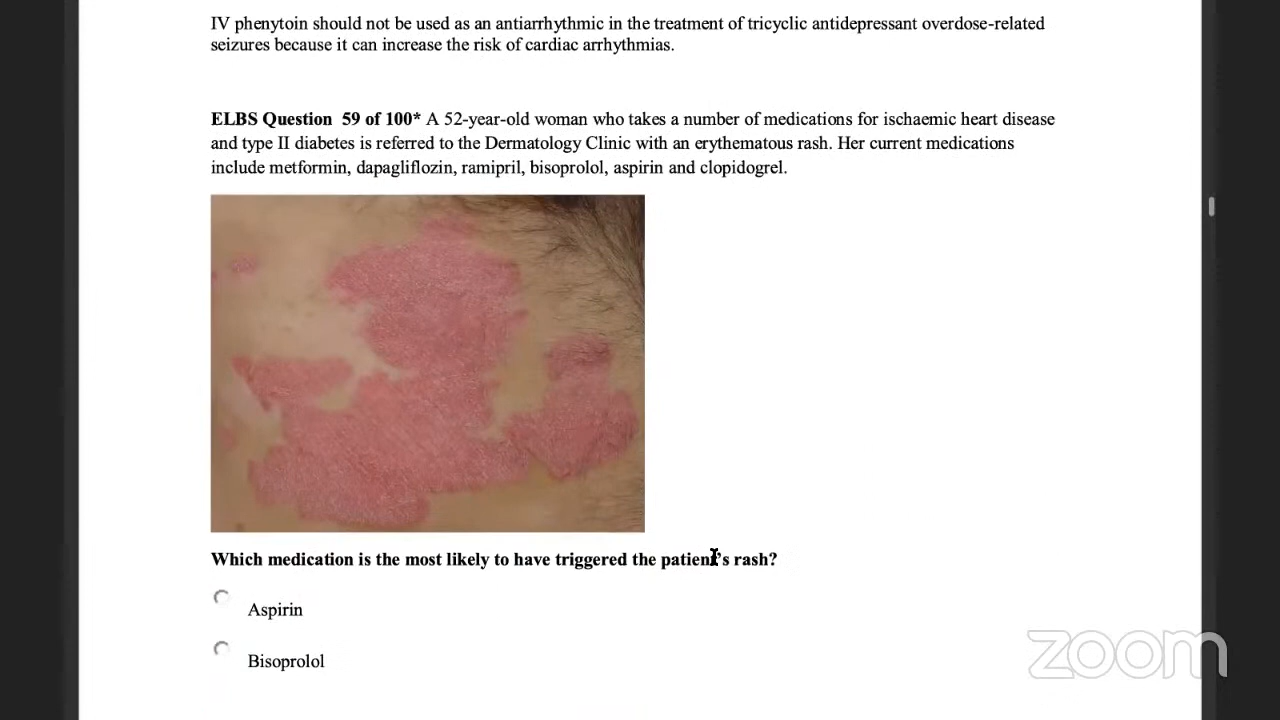 IV phenytoin should not be used as an antiarrhythmic in the treatment of tricyclic antidepressant overdose-related
seizures because it can increase the risk of cardiac arrhythmias.
ELBS Question 59 of 100* A 52-year-old woman who takes a number of medications for ischaemic heart disease
and type II diabetes is referred to the Dermatology Clinic with an erythematous rash. Her current medications
include metformin, dapagliflozin, ramipril, bisoprolol, aspirin and clopidogrel.
Which medication is the most likely to have triggered the patient's rash?
Aspirin
Bisoprolol
zoom